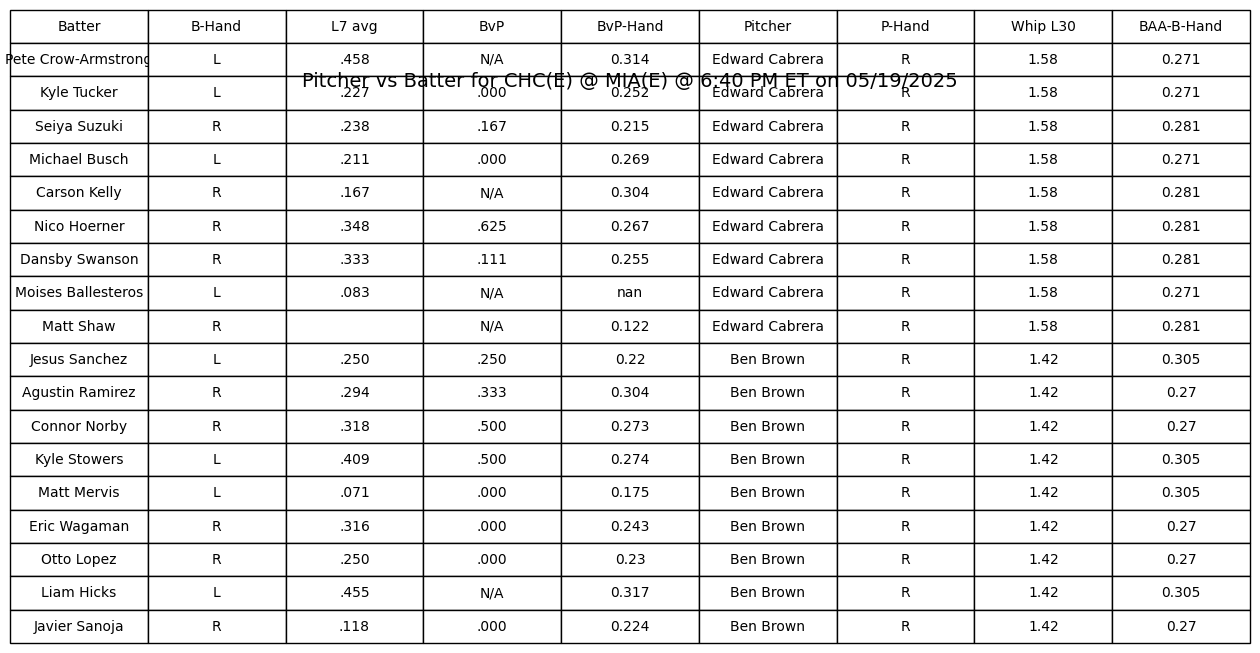 Batter B-Hand L7 avg BvP BvP-Hand Pitcher P-Hand Whip L30 BAA-B-Hand
Pete Crow-Armstrong L .458 N/A 0.314 Edward Cabrera R 1.58 0.271
Pitcher vs Batter for CHC(E) @ MIA(E) @ 6:40 PM ET on 05/19/2025
Kyle Tucker L .227 .000 0.252 Edward Cabrera R 1.58 0.271
Seiya Suzuki R .238 .167 0.215 Edward Cabrera R 1.58 0.281
Michael Busch L .211 .000 0.269 Edward Cabrera R 1.58 0.271
Carson Kelly R .167 N/A 0.304 Edward Cabrera R 1.58 0.281
Nico Hoerner R .348 .625 0.267 Edward Cabrera R 1.58 0.281
Dansby Swanson R .333 .111 0.255 Edward Cabrera R 1.58 0.281
Moises Ballesteros L .083 N/A nan Edward Cabrera R 1.58 0.271
Matt Shaw R N/A 0.122 Edward Cabrera R 1.58 0.281
Jesus Sanchez L .250 .250 0.22 Ben Brown R 1.42 0.305
Agustin Ramirez R .294 .333 0.304 Ben Brown R 1.42 0.27
Connor Norby R .318 .500 0.273 Ben Brown R 1.42 0.27
Kyle Stowers L .409 .500 0.274 Ben Brown R 1.42 0.305
Matt Mervis L .071 .000 0.175 Ben Brown R 1.42 0.305
Eric Wagaman R .316 .000 0.243 Ben Brown R 1.42 0.27
Otto Lopez R .250 .000 0.23 Ben Brown R 1.42 0.27
Liam Hicks L .455 N/A 0.317 Ben Brown R 1.42 0.305
Javier Sanoja R .118 .000 0.224 Ben Brown R 1.42 0.27